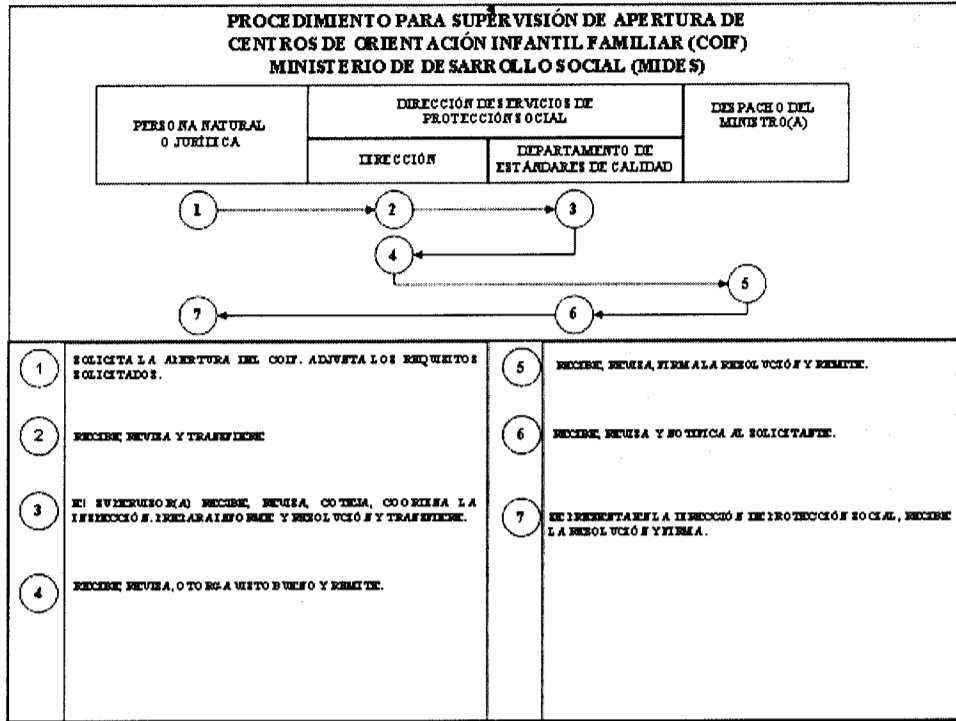 PROCEDIMIENTO PARA SUPERVISIÓN DE APERTURA DE
CENTROS DE ORIENTACIÓN INFANTIL FAMILIAR (COIF)
MINISTERIO DE DESARROLLO SOCIAL (MIDES)
PERSONA NATURAL
O JURÍDICA
DIRECCIÓN DE SERVICIOS DE
PROTECCIÓN SOCIAL
DIRECCIÓN
DEPARTAMENTO DE
ESTÁNDARES DE CALIDAD
DESPACHO DEL
MINISTRO(A)
1
2
3
4
5
7
6
1
SOLICITA LA APERTURA DEL COIF. ADJUNTA LOS REQUISITOS
SOLICITADOS.
2
RECIBE, REVISA Y TRANSFIERE
3
El SUPERVISOR(A) RECIBE, REVISA, COTEJA, COORDINA LA
INSPECCIÓN. PREPARA INFORME Y RESOLUCIÓN Y TRANSFIERE.
4
RECIBE, REVISA, OTORGA VISTO BUENO Y REMITE.
5
RECIBE, REVISA, FIRMA LA RESOLUCIÓN Y REMITE.
6
RECIBE, REVISA Y NOTIFICA AL SOLICITANTE.
7
SE PRESENTA EN LA DIRECCIÓN DE PROTECCIÓN SOCIAL, RECIBE
LA RESOLUCIÓN Y FIRMA.